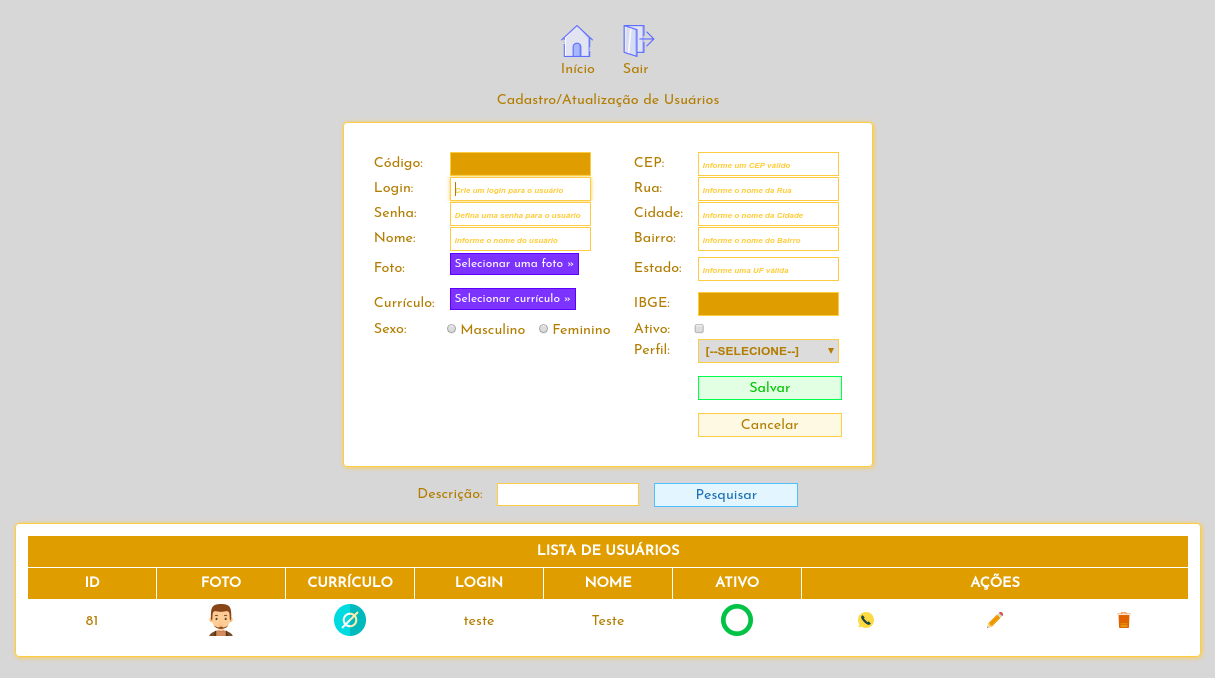 Início Sair
Cadastro/Atualização de Usuários
Código:
Login: Crie um login para o usuário
Senha: Defina uma senha para o usuário
Nome: Informe o nome do usuário
Foto: Selecionar uma foto »
Currículo: Selecionar currículo »
Sexo: Masculino Feminino
CEP: Informe um CEP válido
Rua: Informe o nome da Rua
Cidade: Informe o nome da Cidade
Bairro: Informe o nome do Bairro
Estado: Informe uma UF válida
IBGE:
Ativo:
Perfil: [--SELECIONE--]
Salvar
Cancelar
Descrição: Pesquisar
LISTA DE USUÁRIOS
ID FOTO CURRÍCULO LOGIN NOME ATIVO AÇÕES
81 teste Teste